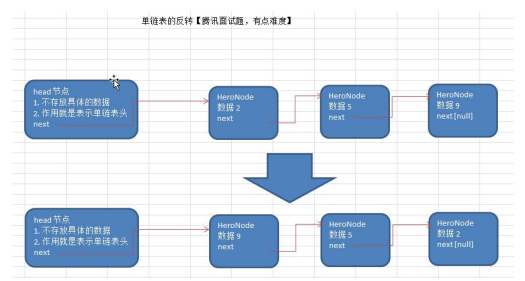 单链表的反转【腾讯面试题，有点难度】
head 节点
1. 不存放具体的数据
2. 作用就是表示单链表头
next
HeroNode
数据 2
next
HeroNode
数据 5
next
HeroNode
数据 9
next[null]
head 节点
1. 不存放具体的数据
2. 作用就是表示单链表头
next
HeroNode
数据 9
next
HeroNode
数据 5
next
HeroNode
数据 2
next[null]